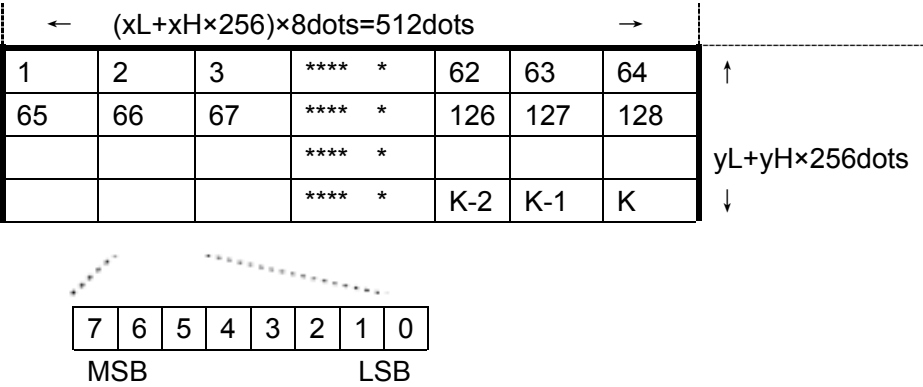 ← (xL+xH×256)×8dots=512dots →
1 2 3 **** * 62 63 64 ↑
65 66 67 **** * 126 127 128
**** * yL+yH×256dots
**** * K-2 K-1 K ↓
7 6 5 4 3 2 1 0
MSB LSB